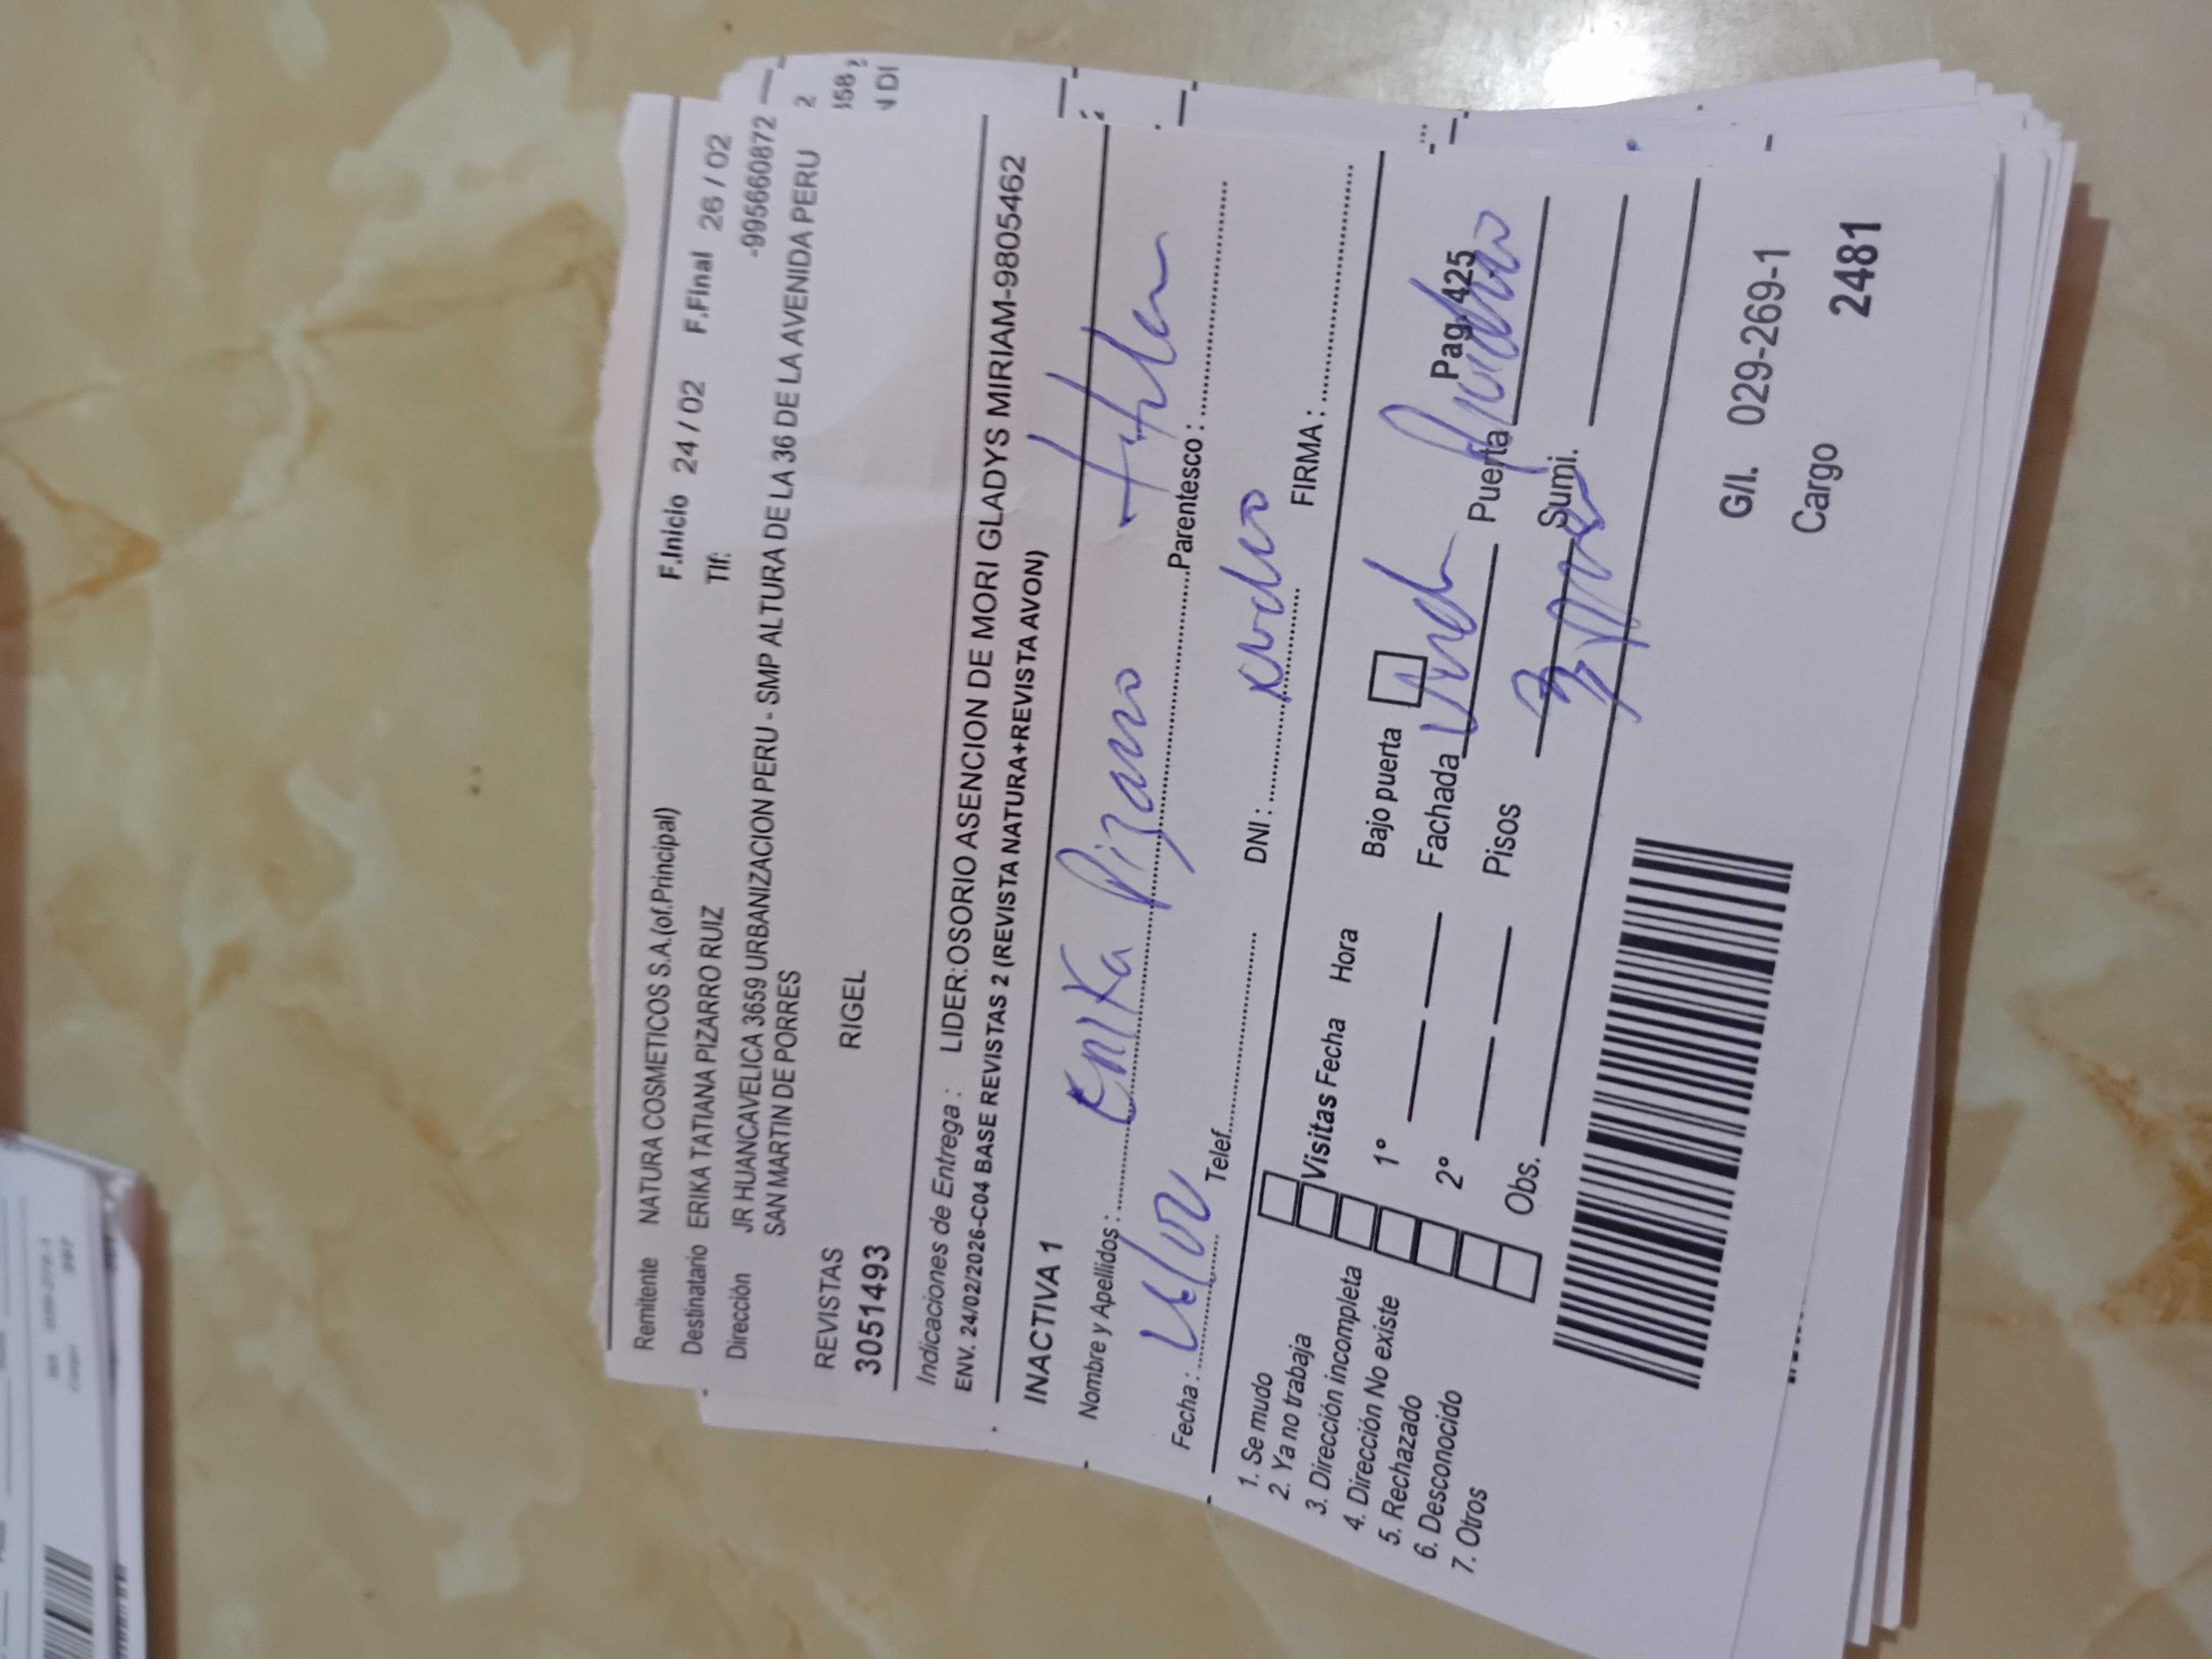 Remitente NATURA COSMETICOS S.A.(of.Principal) F.Inicio 24 / 02 F.Final 26 / 02
Destinatario ERIKA TATIANA PIZARRO RUIZ Tlf: -995660872
Dirección JR HUANCAVELICA 3659 URBANIZACION PERU - SMP ALTURA DE LA 36 DE LA AVENIDA PERU
SAN MARTIN DE PORRES
REVISTAS RIGEL
3051493
Indicaciones de Entrega : LIDER:OSORIO ASENCION DE MORI GLADYS MIRIAM-9805462
ENV. 24/02/2026-C04 BASE REVISTAS 2 (REVISTA NATURA+REVISTA AVON)
INACTIVA 1
Nombre y Apellidos : Erika Pizarro Parentesco :
Fecha : Telef. DNI : FIRMA :
1. Se mudo
2. Ya no trabaja
3. Dirección incompleta
4. Dirección No existe
5. Rechazado
6. Desconocido
7. Otros
Visitas Fecha Hora Bajo puerta Pag. 425
1° Fachada Puerta
2° Pisos Sumi.
Obs.
G/I. 029-269-1
Cargo 2481